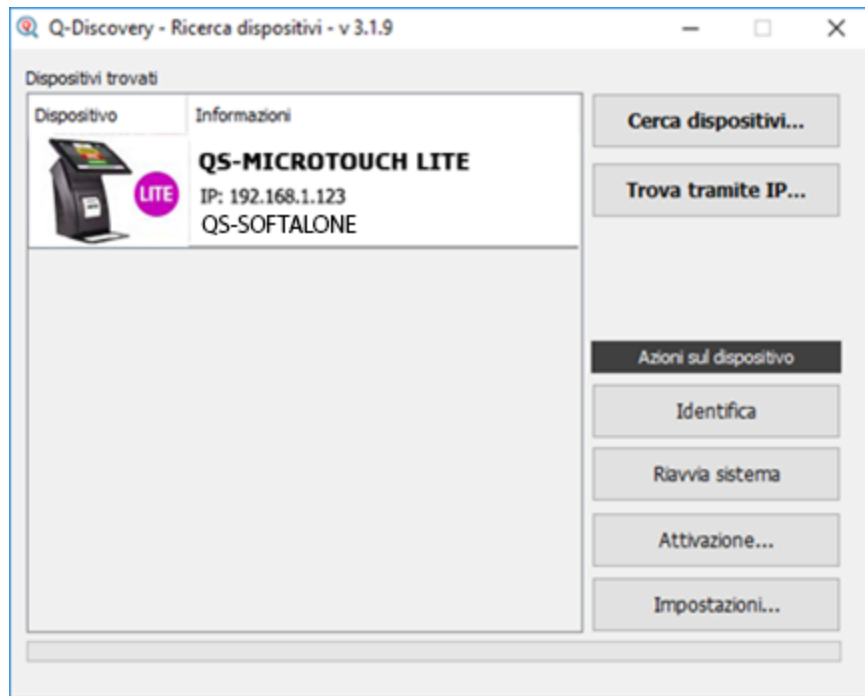 Q-Discovery - Ricerca dispositivi - v 3.1.9
Dispositivi trovati
Dispositivo
Informazioni
LITE
QS-MICROTOUCH LITE
IP: 192.168.1.123
QS-SOFTALONE
Cerca dispositivi...
Trova tramite IP...
Azioni sul dispositivo
Identifica
Riavvia sistema
Attivazione...
Impostazioni...